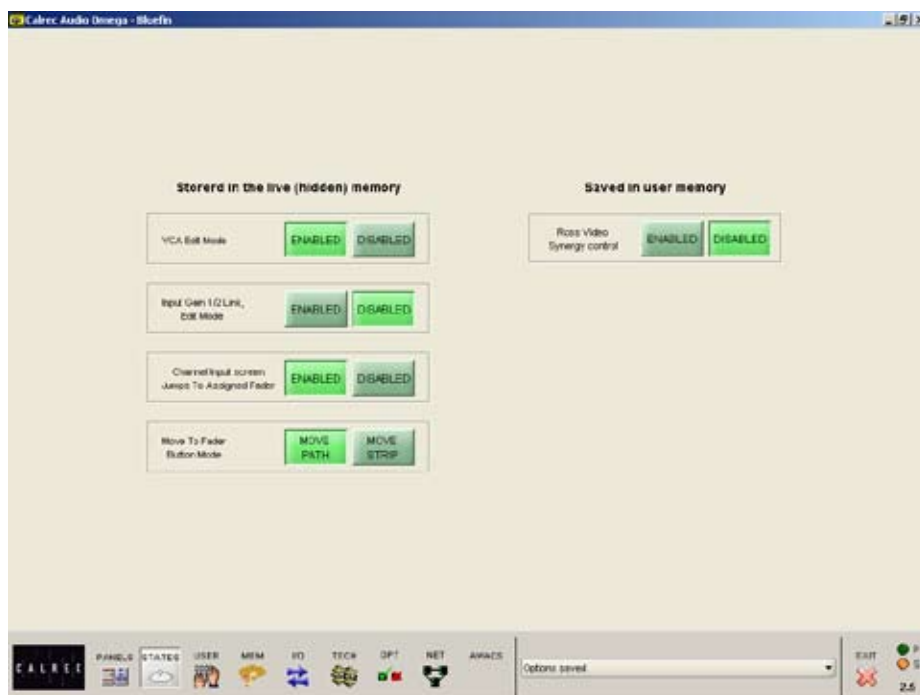 Calrec Audio Omega - Bluefin
Storerd in the live (hidden) memory
Saved in user memory
VCA Edit Mode
ENABLED DISABLED
Ross Video
Synergy control
ENABLED DISABLED
Input Gain 1/2 Link,
Edit Mode
ENABLED DISABLED
Channel Input screen
Jumps To Assigned Fader
ENABLED DISABLED
Move To Fader
Button Mode
MOVE
PATH
MOVE
STRIP
CALREC
PANELS STATES USER MEM I/O TECH OPT NET AWACS
Options saved
EXIT
P
S